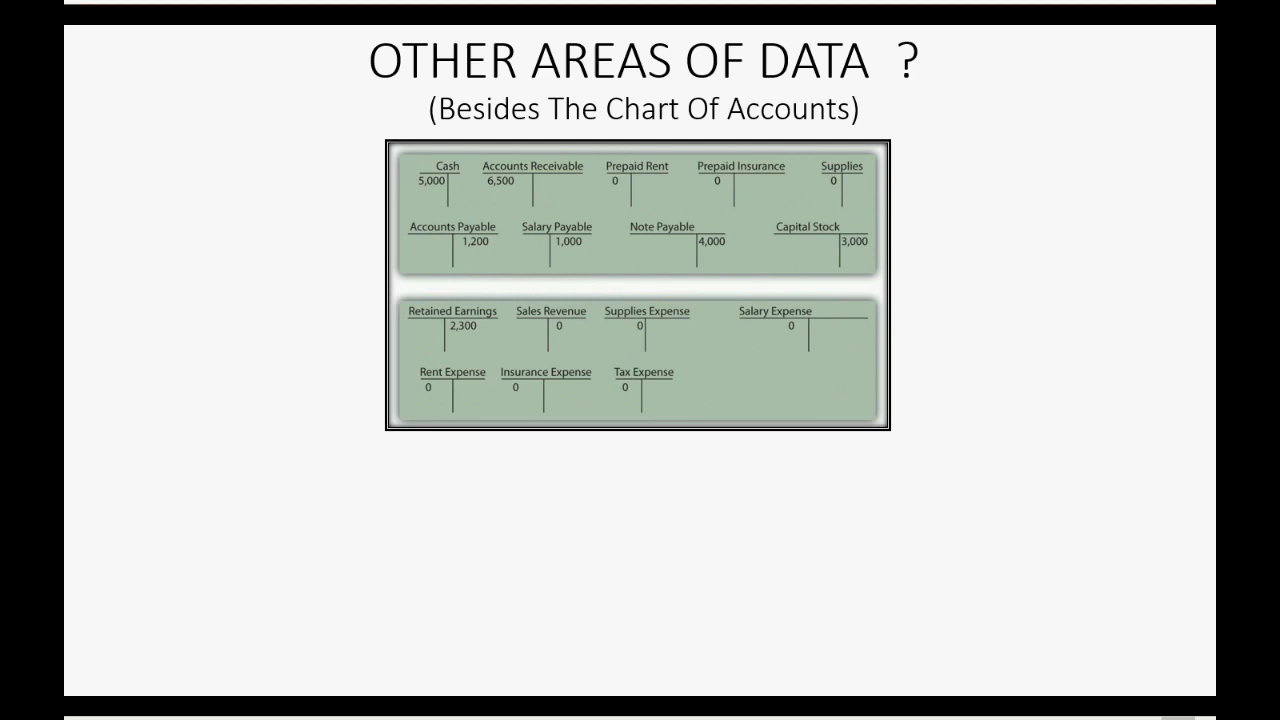 OTHER AREAS OF DATA ?
(Besides The Chart Of Accounts)
Cash Accounts Receivable Prepaid Rent Prepaid Insurance Supplies
5,000 6,500 0 0 0
Accounts Payable Salary Payable Note Payable Capital Stock
1,200 1,000 4,000 3,000
Retained Earnings Sales Revenue Supplies Expense Salary Expense
2,300 0 0 0
Rent Expense Insurance Expense Tax Expense
0 0 0